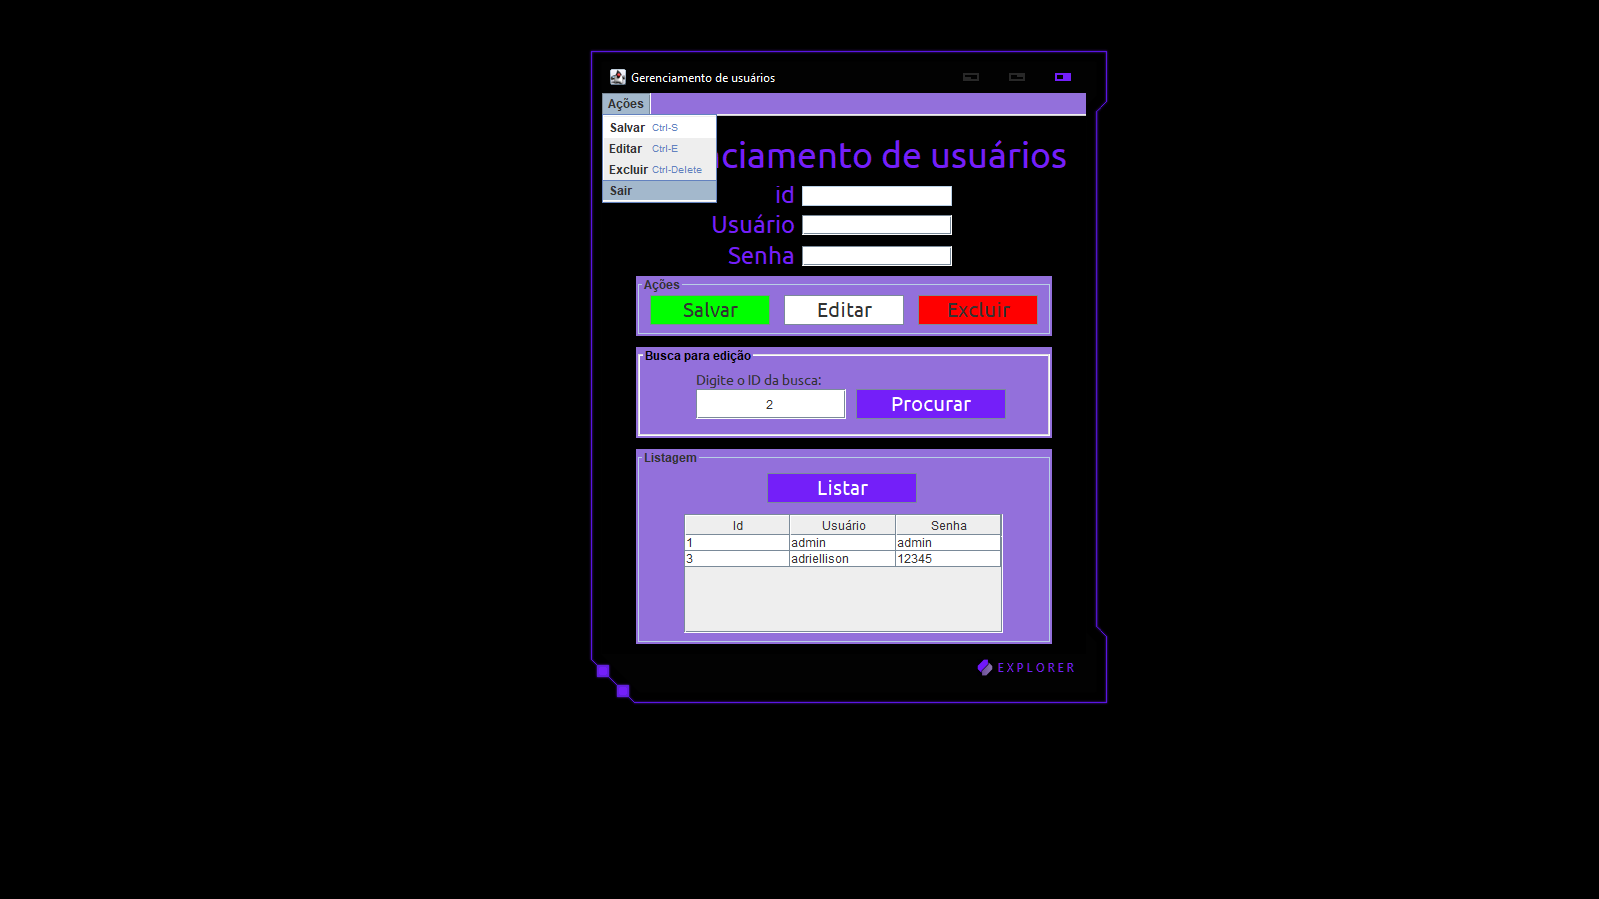 Gerenciamento de usuários
Ações
Salvar Ctrl-S
Editar Ctrl-E
Excluir Ctrl-Delete
Sair
ciamento de usuários
id
Usuário
Senha
Ações
Salvar Editar Excluir
Busca para edição
Digite o ID da busca:
2 Procurar
Listagem
Listar
Id Usuário Senha
1 admin admin
3 adriellison 12345
EXPLORER